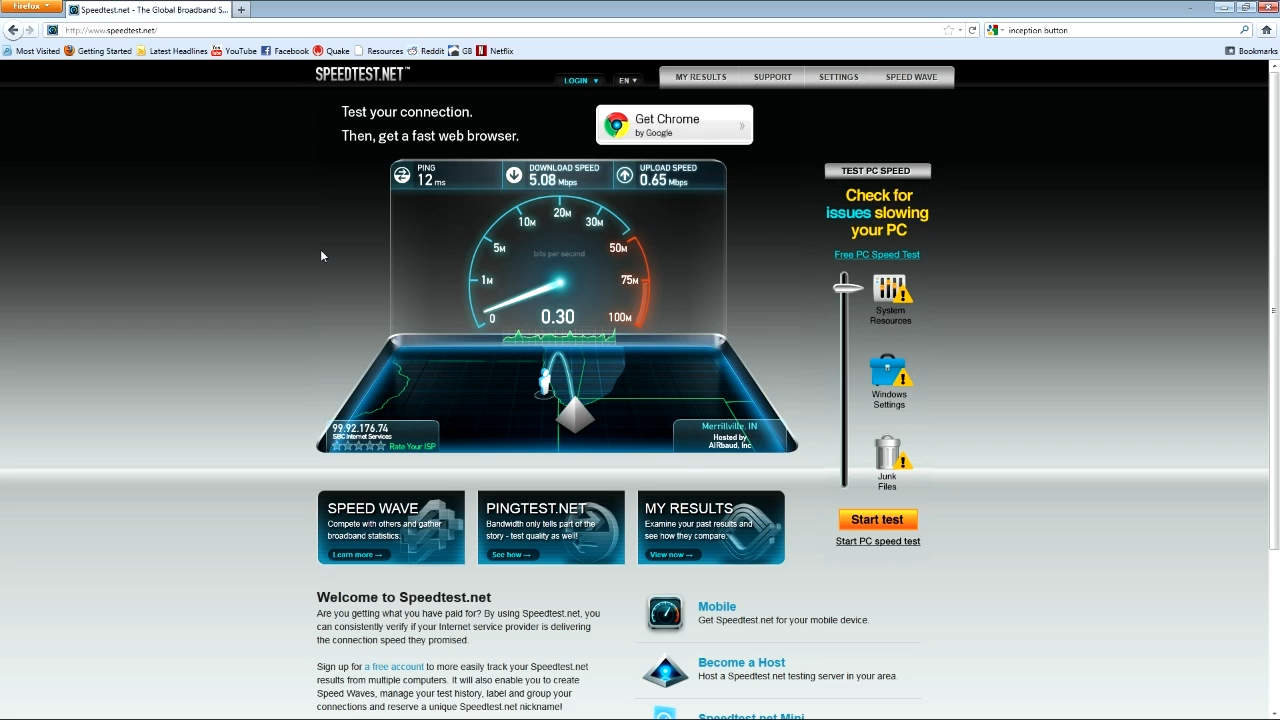 Firefox
Speedtest.net - The Global Broadband S...
http://www.speedtest.net/
inception button
Most Visited Getting Started Latest Headlines YouTube Facebook Quake Resources Reddit GB Netflix Bookmarks
SPEEDTEST.NET™
LOGIN EN
MY RESULTS SUPPORT SETTINGS SPEED WAVE
Test your connection.
Then, get a fast web browser.
Get Chrome
by Google
PING
12 ms
DOWNLOAD SPEED
5.08 Mbps
UPLOAD SPEED
0.65 Mbps
20M
10M 30M
5M 50M
bits per second
1M 75M
0 0.30 100M
99.92.176.74
SBC Internet Services
Rate Your ISP
Merrillville, IN
Hosted by
AIRbaud, Inc
TEST PC SPEED
Check for
issues slowing
your PC
Free PC Speed Test
System
Resources
Windows
Settings
Junk
Files
Start test
Start PC speed test
SPEED WAVE
Compete with others and gather
broadband statistics.
Learn more →
PINGTEST.NET
Bandwidth only tells part of the
story - test quality as well!
See how →
MY RESULTS
Examine your past results and
see how they compare.
View now →
Welcome to Speedtest.net
Are you getting what you have paid for? By using Speedtest.net, you
can consistently verify if your Internet service provider is delivering
the connection speed they promised.
Sign up for a free account to more easily track your Speedtest.net
results from multiple computers. It will also enable you to create
Speed Waves, manage your test history, label and group your
connections and reserve a unique Speedtest.net nickname!
Mobile
Get Speedtest.net for your mobile device.
Become a Host
Host a Speedtest.net testing server in your area.
Speedtest.net Mini